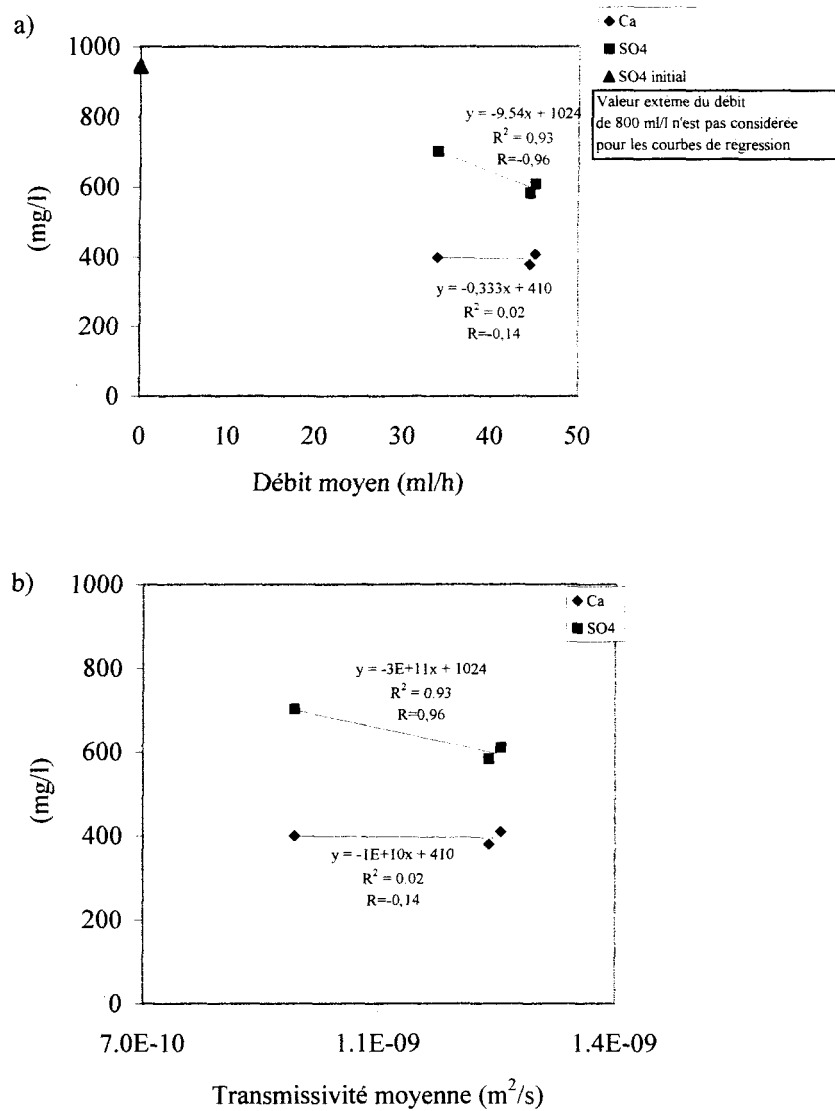 a)
1000
800
600
400
200
0
(mg/l)
0 10 20 30 40 50
Débit moyen (ml/h)
y = -9.54x + 1024
R² = 0,93
R=-0,96
y = -0,333x + 410
R² = 0,02
R=-0,14
Ca
SO4
SO4 initial
Valeur extème du débit
de 800 ml/l n'est pas considérée
pour les courbes de régression
b)
1000
800
600
400
200
0
(mg/l)
7.0E-10 1.1E-09 1.4E-09
Transmissivité moyenne (m²/s)
y = -3E+11x + 1024
R² = 0.93
R=0,96
y = -1E+10x + 410
R² = 0.02
R=-0,14
Ca
SO4